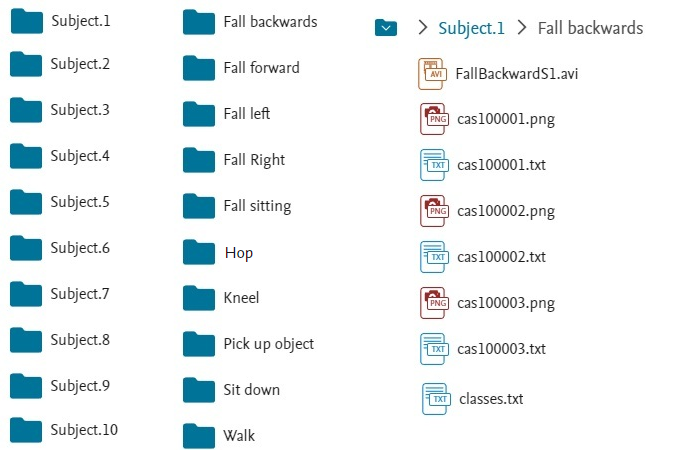 Subject.1
Subject.2
Subject.3
Subject.4
Subject.5
Subject.6
Subject.7
Subject.8
Subject.9
Subject.10
Fall backwards
Fall forward
Fall left
Fall Right
Fall sitting
Hop
Kneel
Pick up object
Sit down
Walk
> Subject.1 > Fall backwards
AVI FallBackwardS1.avi
PNG cas100001.png
TXT cas100001.txt
PNG cas100002.png
TXT cas100002.txt
PNG cas100003.png
TXT cas100003.txt
TXT classes.txt